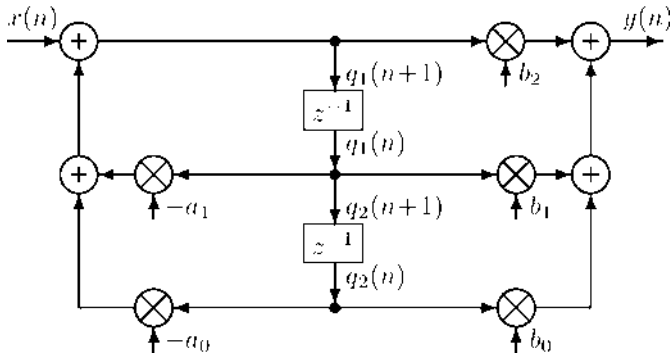 x(n) + + y(n)
q₁(n+1) b₂
z⁻¹
q₁(n)
+ +
−a₁ q₂(n+1) b₁
z⁻¹
q₂(n)
−a₀ b₀